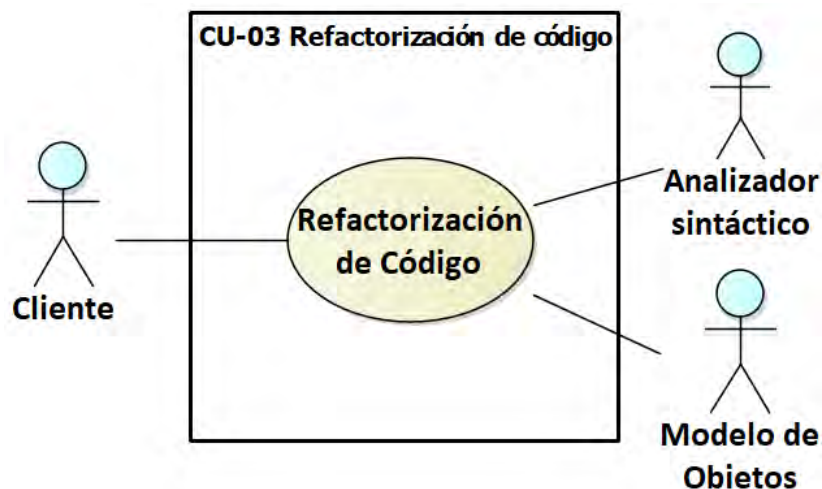 CU-03 Refactorización de código
Cliente
Refactorización
de Código
Analizador
sintáctico
Modelo de
Objetos